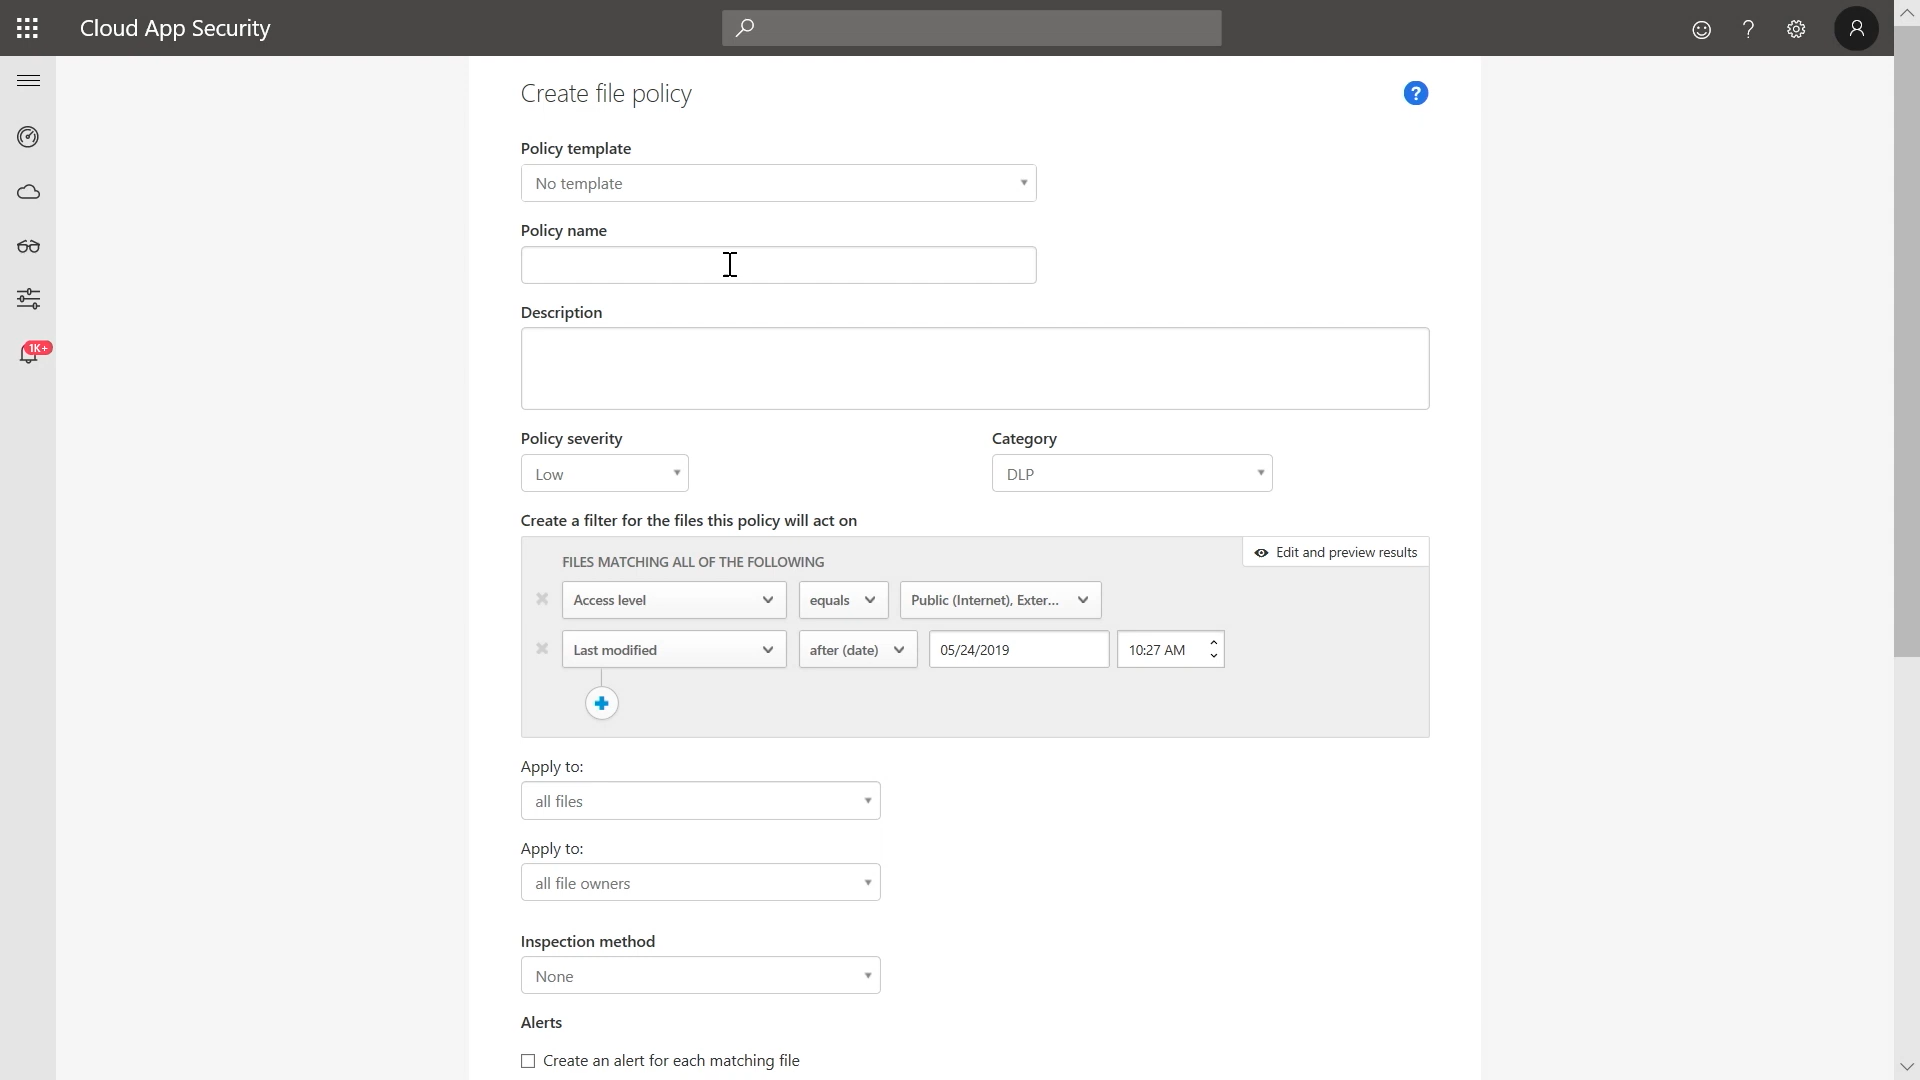 Cloud App Security
Create file policy
?
Policy template
No template
Policy name
Description
Policy severity
Category
Low
DLP
Create a filter for the files this policy will act on
FILES MATCHING ALL OF THE FOLLOWING
Edit and preview results
Access level
equals
Public (Internet), Exter...
Last modified
after (date)
05/24/2019
10:27 AM
1K+
Apply to:
all files
Apply to:
all file owners
Inspection method
None
Alerts
Create an alert for each matching file